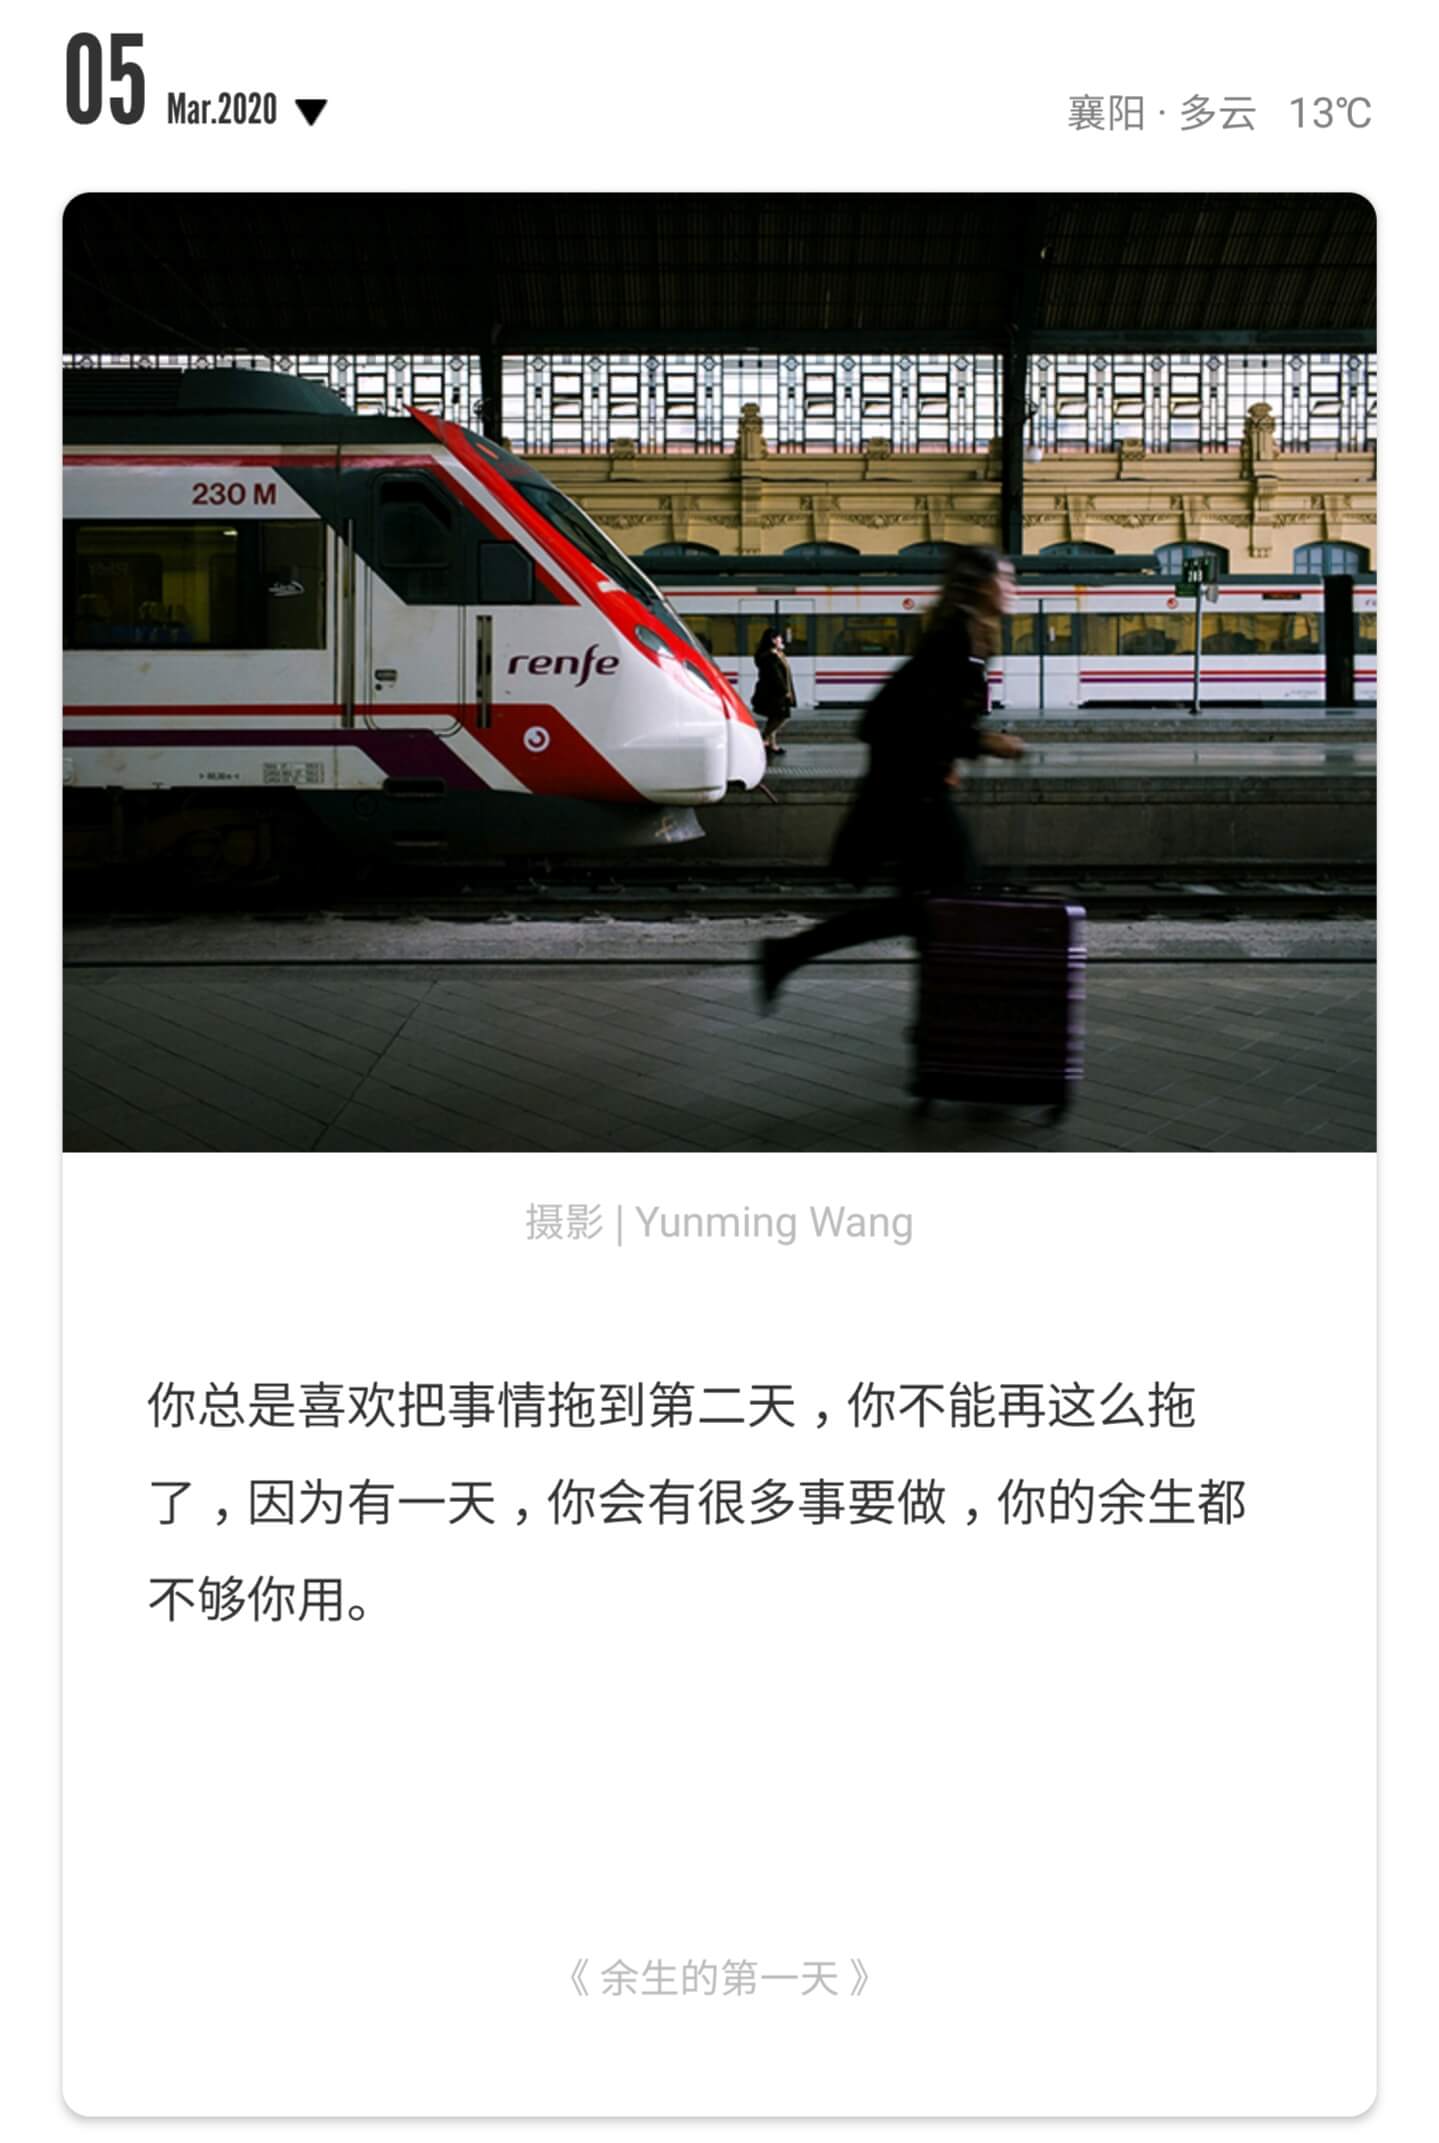 05 Mar.2020
襄阳 · 多云 13℃
230 M
renfe
摄影 | Yunming Wang
你总是喜欢把事情拖到第二天，你不能再这么拖
了，因为有一天，你会有很多事要做，你的余生都
不够你用。
《 余生的第一天 》